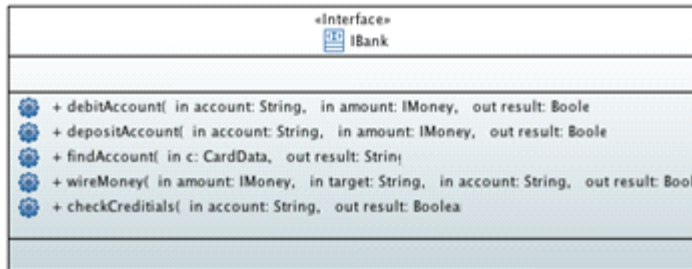 «Interface»
IBank
+ debitAccount( in account: String, in amount: IMoney, out result: Boole
+ depositAccount( in account: String, in amount: IMoney, out result: Boole
+ findAccount( in c: CardData, out result: String
+ wireMoney( in amount: IMoney, in target: String, in account: String, out result: Bool
+ checkCreditials( in account: String, out result: Boolea